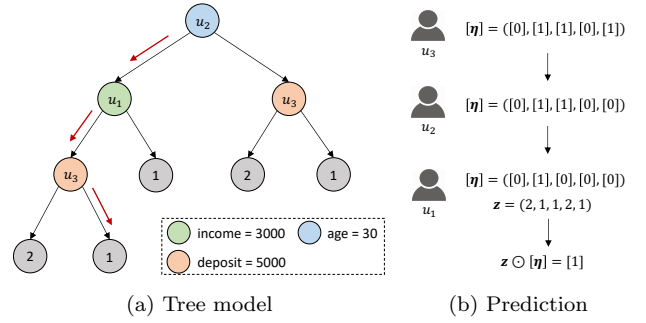 u₂
u₁
u₃
u₃
1
2
1
2
1
income = 3000
age = 30
deposit = 5000
(a) Tree model
u₃
[η] = ([0], [1], [1], [0], [1])
u₂
[η] = ([0], [1], [1], [0], [0])
u₁
[η] = ([0], [1], [0], [0], [0])
z = (2, 1, 1, 2, 1)
z ⊙ [η] = [1]
(b) Prediction